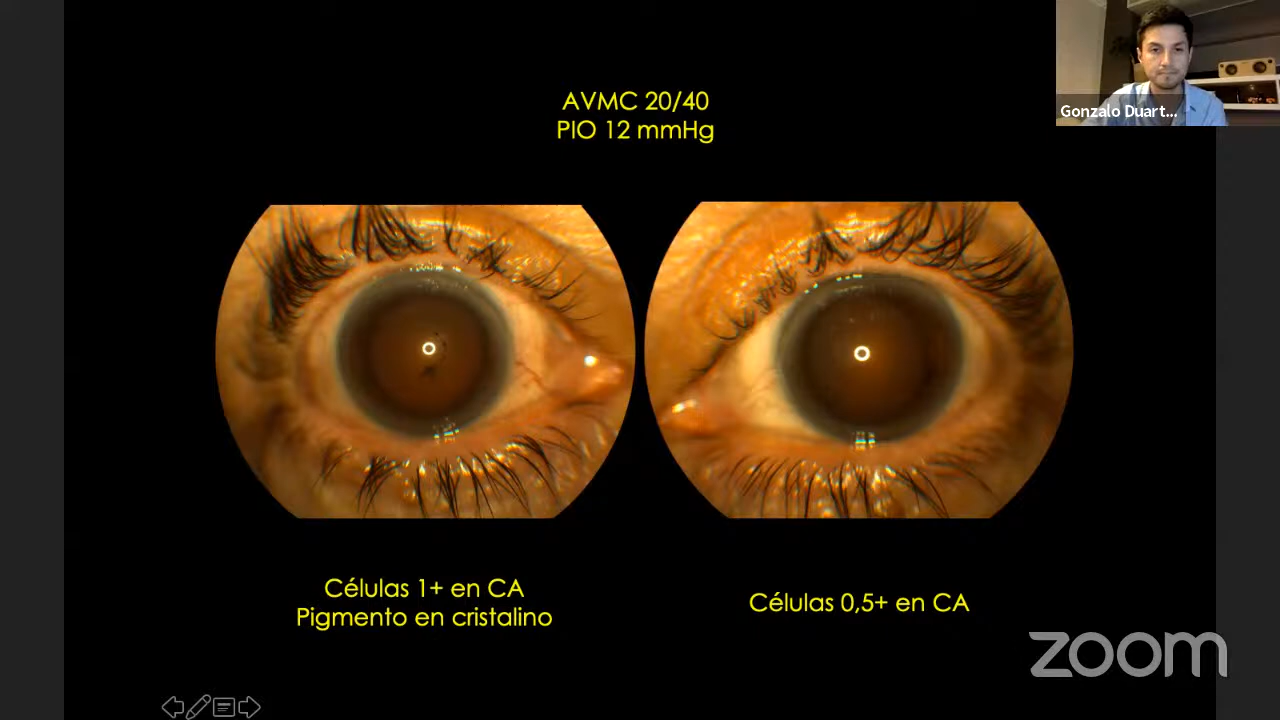 AVMC 20/40
PIO 12 mmHg
Gonzalo Duart...
Células 1+ en CA
Pigmento en cristalino
Células 0,5+ en CA
zoom